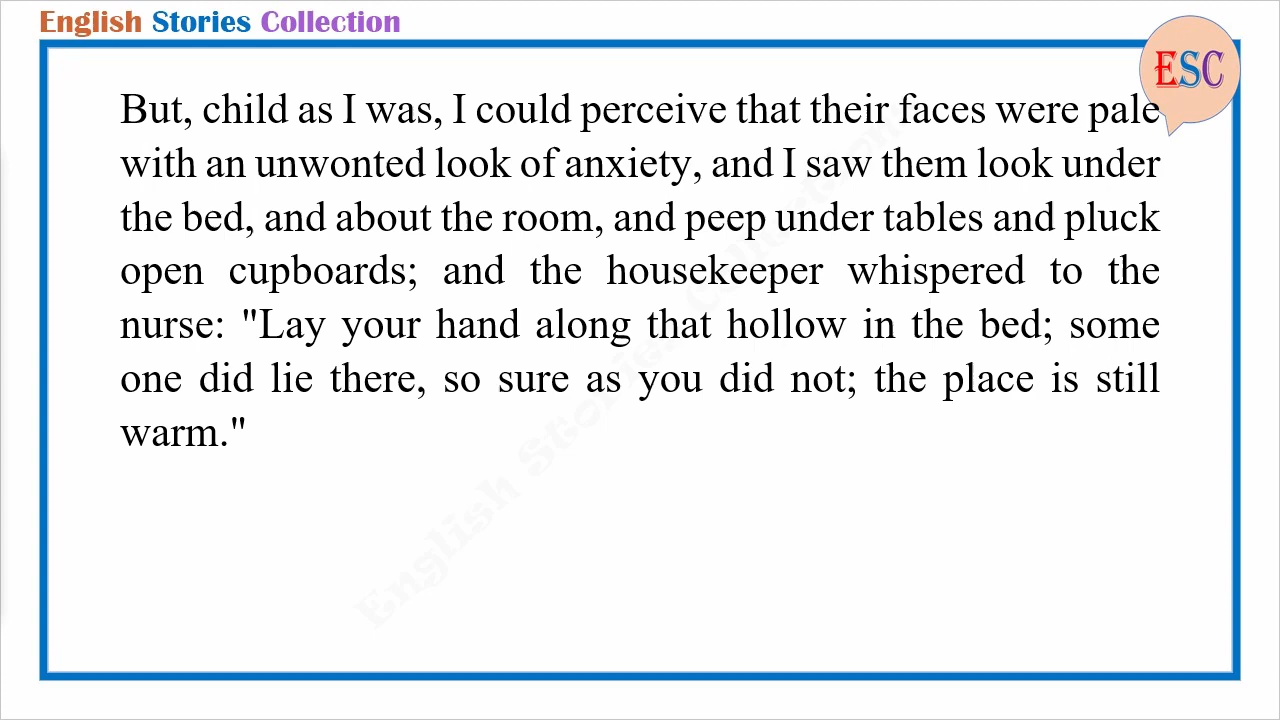 English Stories Collection
ESC
But, child as I was, I could perceive that their faces were pale
with an unwonted look of anxiety, and I saw them look under
the bed, and about the room, and peep under tables and pluck
open cupboards; and the housekeeper whispered to the
nurse: "Lay your hand along that hollow in the bed; some
one did lie there, so sure as you did not; the place is still
warm."
English Stories Collection